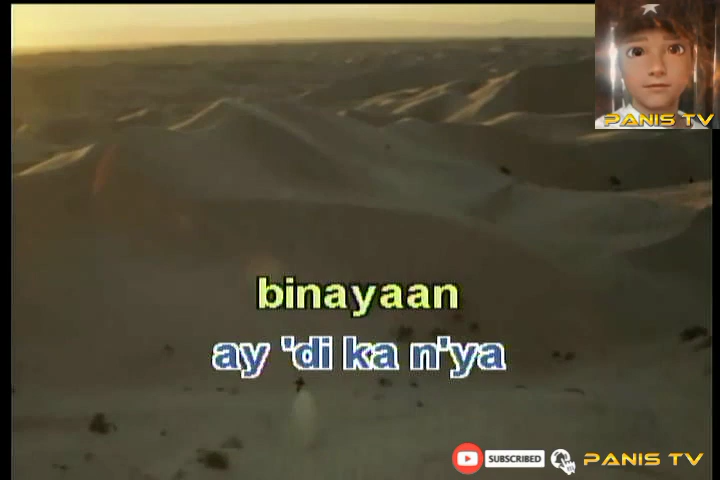 PANIS TV
binayaan
ay 'di ka n'ya
SUBSCRIBED
PANIS TV